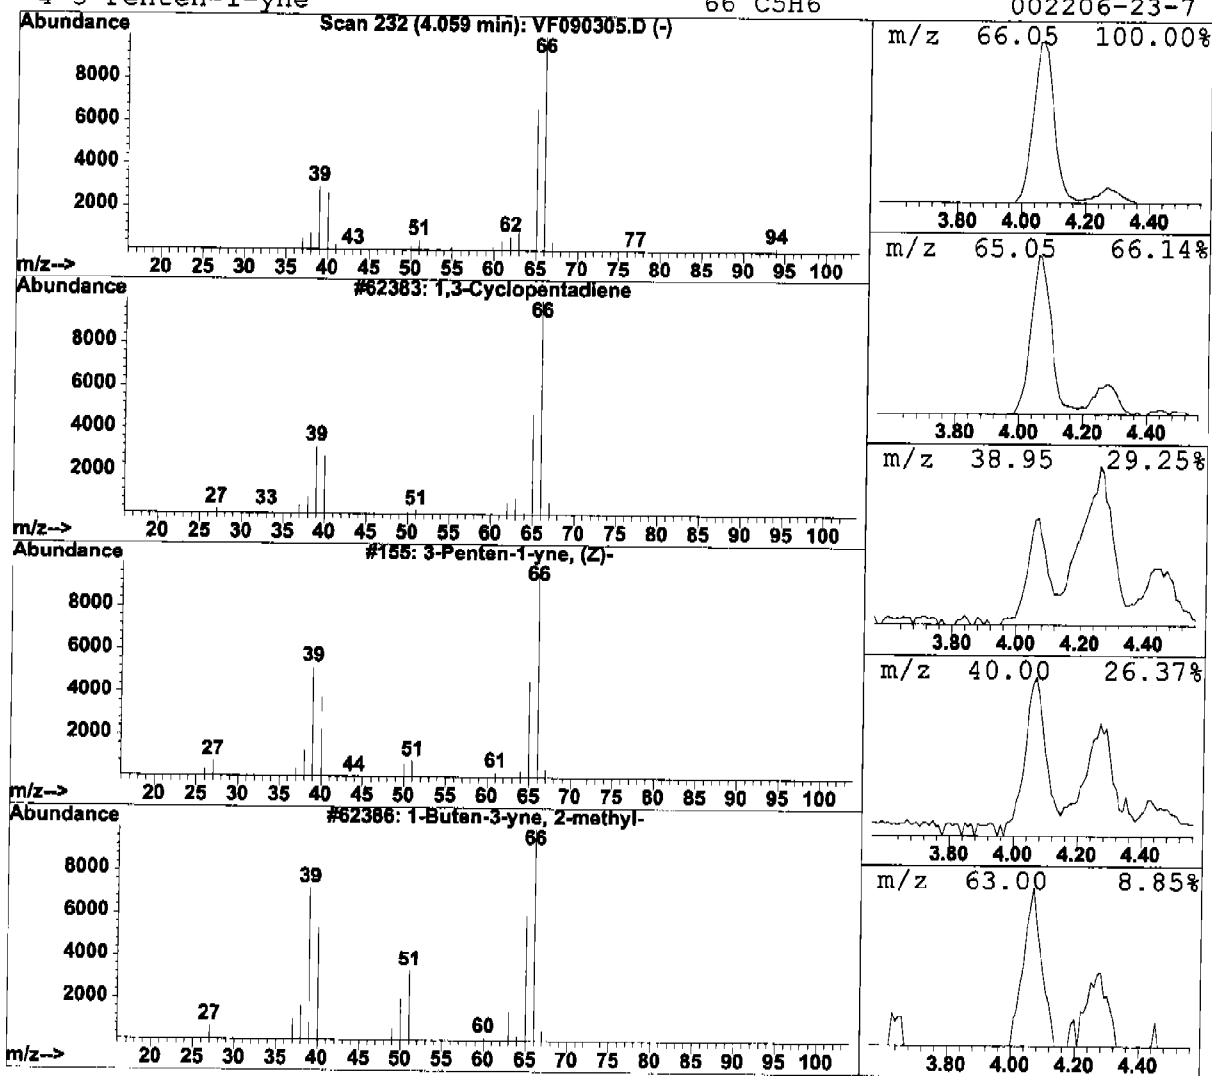 4 3-Penten-1-yne 66 C5H6 002206-23-7
Abundance
Scan 232 (4.059 min): VF090305.D (-)
66
8000
6000
4000
2000
39
43
51
62
77
94
m/z--> 20 25 30 35 40 45 50 55 60 65 70 75 80 85 90 95 100
Abundance
#62383: 1,3-Cyclopentadiene
66
8000
6000
4000
2000
39
27
33
51
m/z--> 20 25 30 35 40 45 50 55 60 65 70 75 80 85 90 95 100
Abundance
#155: 3-Penten-1-yne, (Z)-
66
8000
6000
4000
2000
39
27
44
51
61
m/z--> 20 25 30 35 40 45 50 55 60 65 70 75 80 85 90 95 100
Abundance
#62386: 1-Buten-3-yne, 2-methyl-
66
8000
6000
4000
2000
39
27
51
60
m/z--> 20 25 30 35 40 45 50 55 60 65 70 75 80 85 90 95 100
m/z 66.05 100.00%
3.80 4.00 4.20 4.40
m/z 65.05 66.14%
3.80 4.00 4.20 4.40
m/z 38.95 29.25%
3.80 4.00 4.20 4.40
m/z 40.00 26.37%
3.80 4.00 4.20 4.40
m/z 63.00 8.85%
3.80 4.00 4.20 4.40